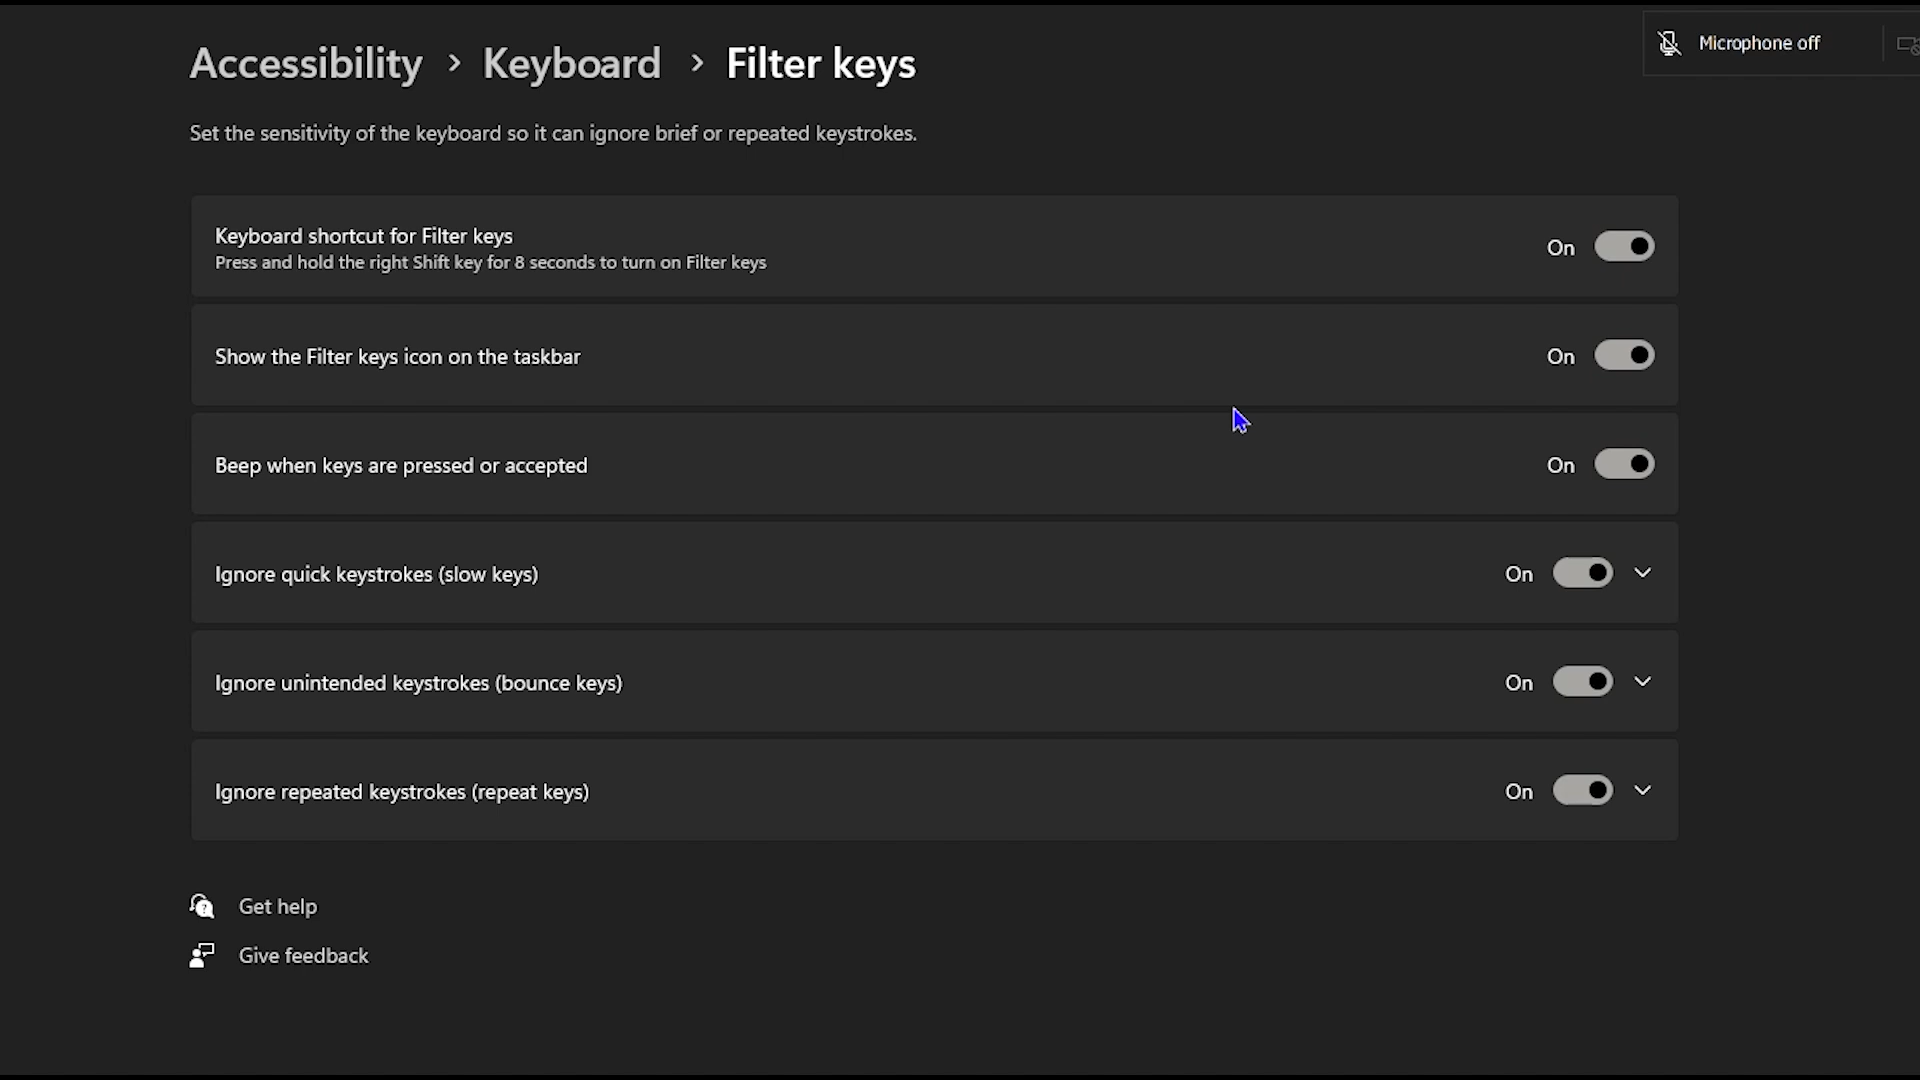 Accessibility > Keyboard > Filter keys
Microphone off
Set the sensitivity of the keyboard so it can ignore brief or repeated keystrokes.
Keyboard shortcut for Filter keys
Press and hold the right Shift key for 8 seconds to turn on Filter keys
On
Show the Filter keys icon on the taskbar
On
Beep when keys are pressed or accepted
On
Ignore quick keystrokes (slow keys)
On
Ignore unintended keystrokes (bounce keys)
On
Ignore repeated keystrokes (repeat keys)
On
Get help
Give feedback